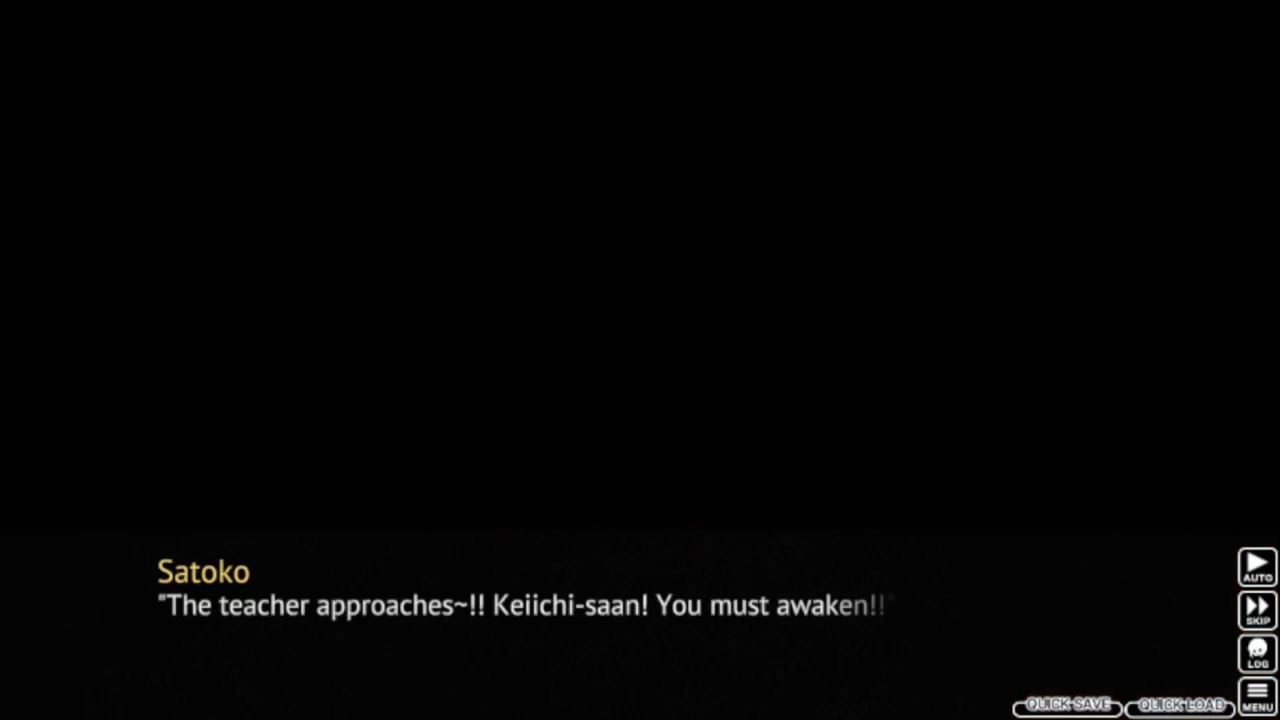 Satoko
"The teacher approaches~!! Keiichi-saan! You must awaken!!"
AUTO
SKIP
LOG
MENU
QUICK SAVE QUICK LOAD